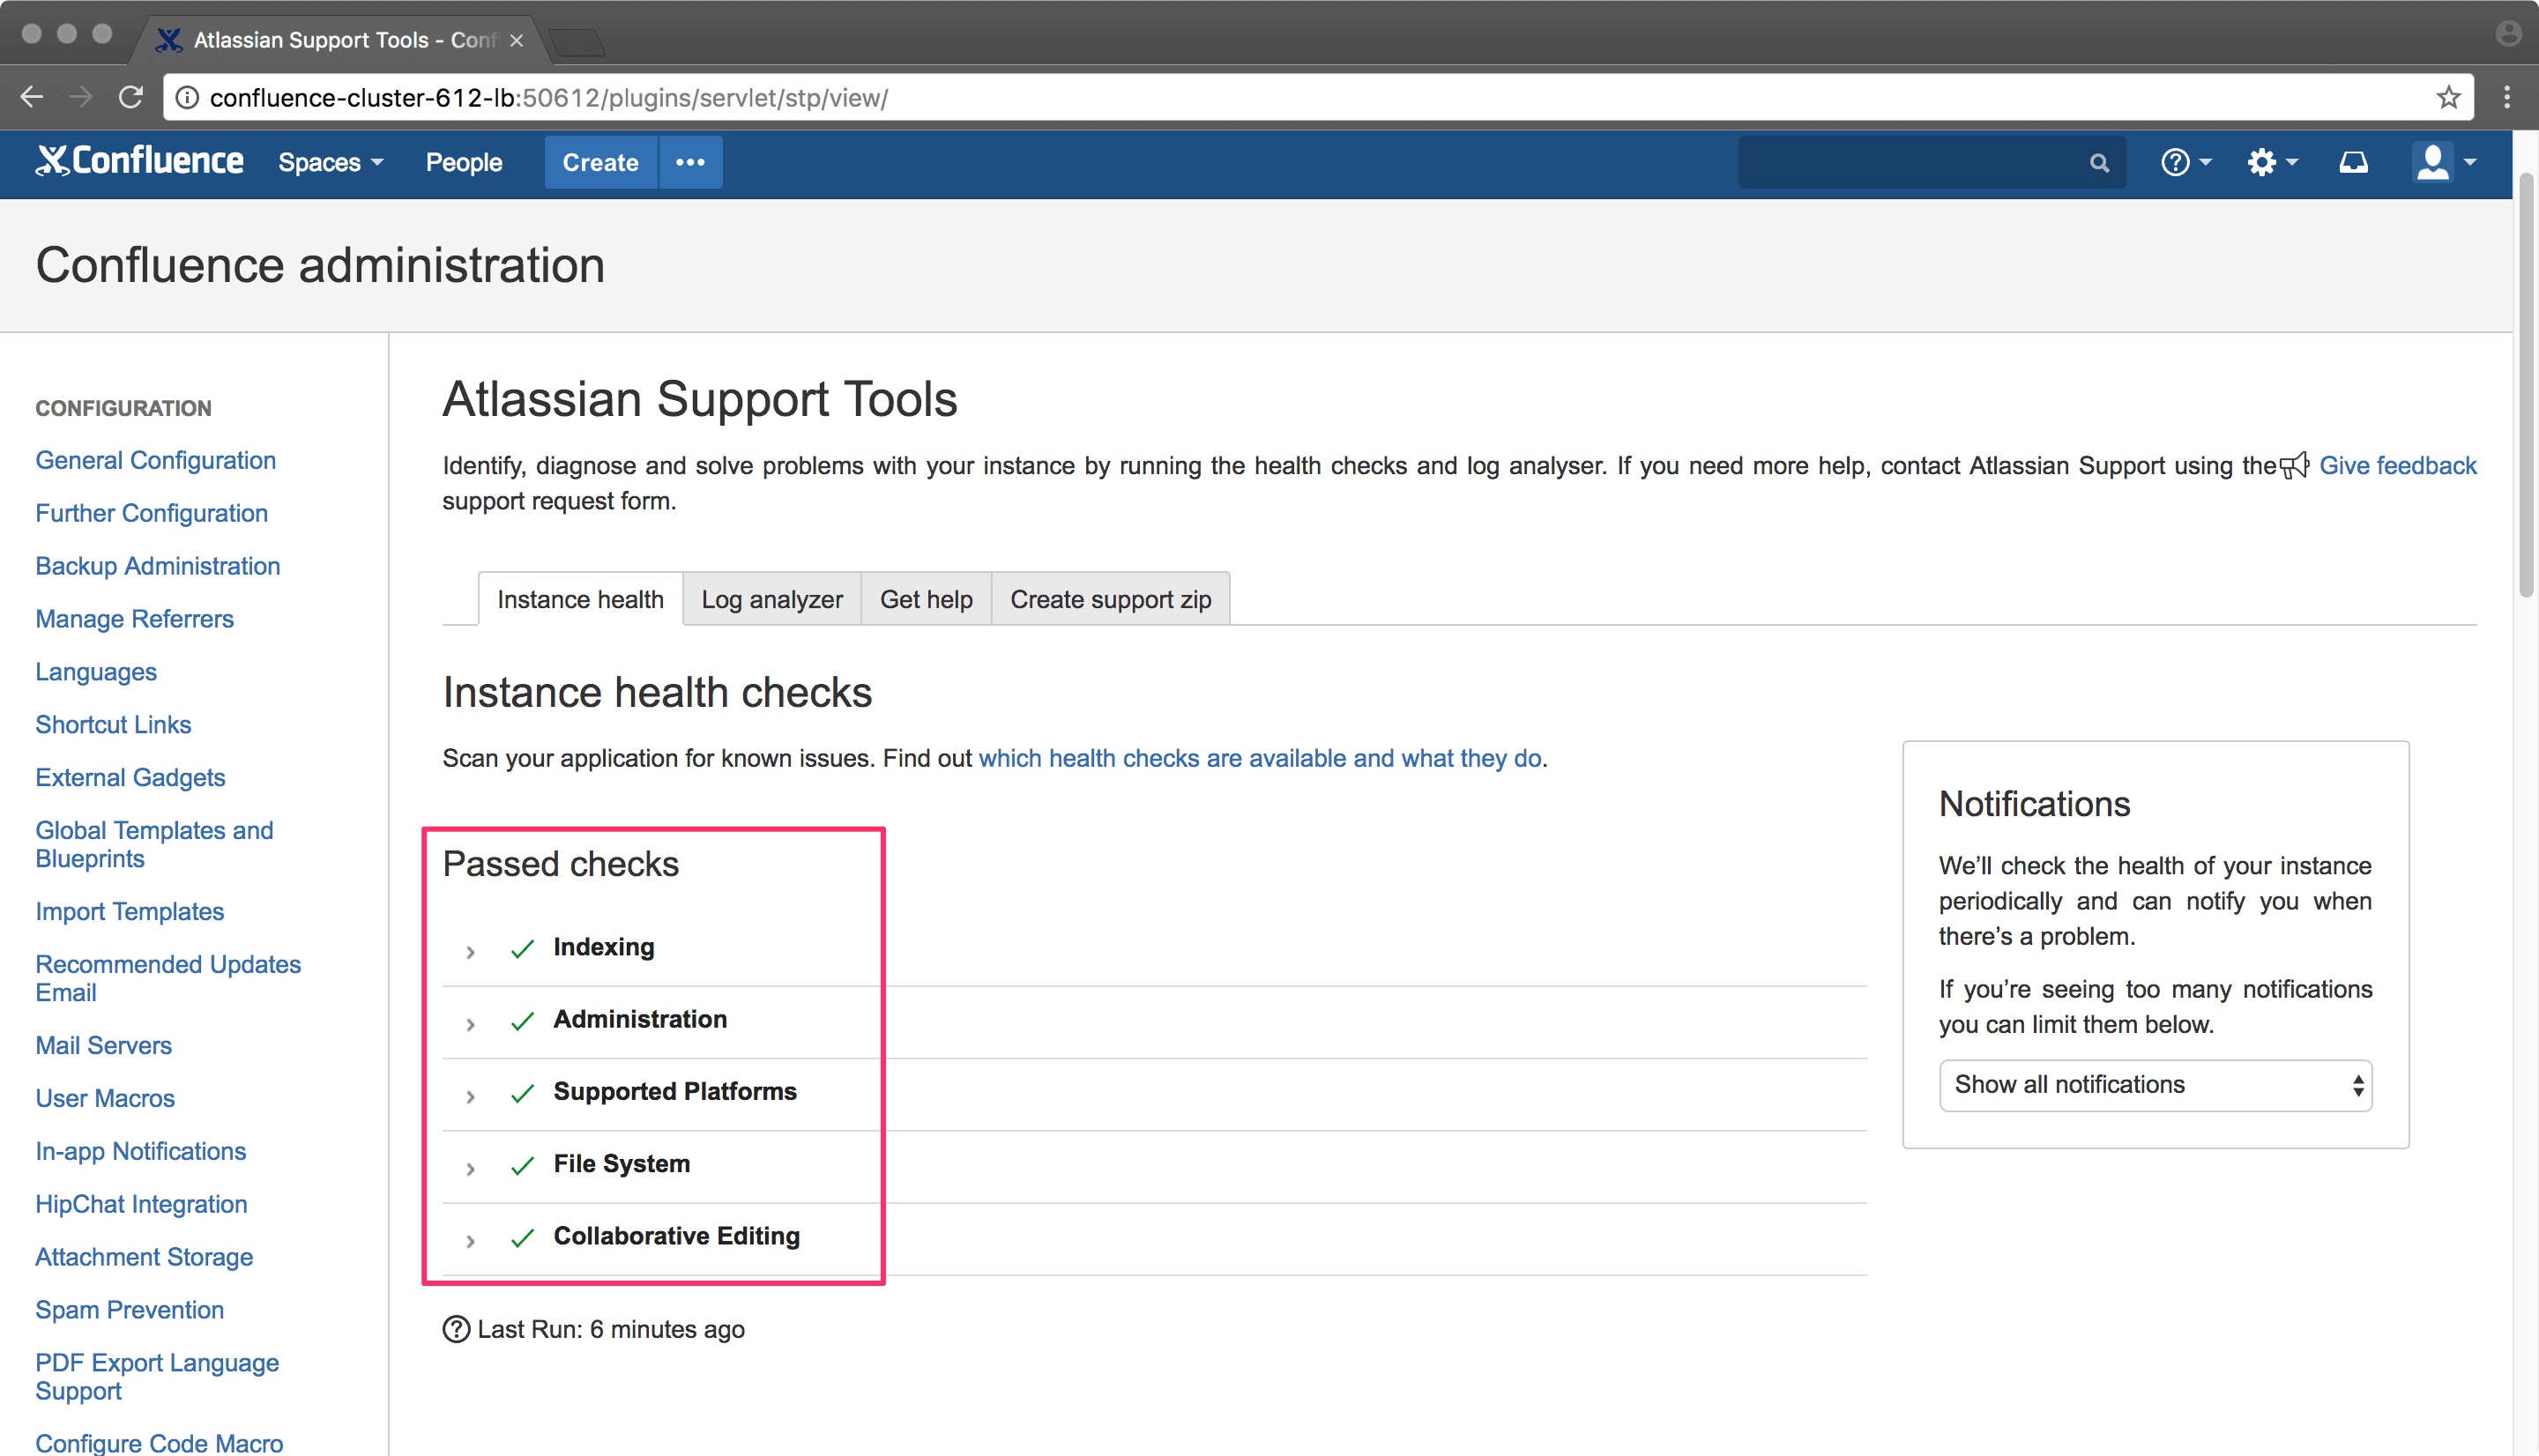 Atlassian Support Tools - Conf
confluence-cluster-612-lb:50612/plugins/servlet/stp/view/
Confluence Spaces People Create
Confluence administration
CONFIGURATION
General Configuration
Further Configuration
Backup Administration
Manage Referrers
Languages
Shortcut Links
External Gadgets
Global Templates and
Blueprints
Import Templates
Recommended Updates
Email
Mail Servers
User Macros
In-app Notifications
HipChat Integration
Attachment Storage
Spam Prevention
PDF Export Language
Support
Configure Code Macro
Atlassian Support Tools
Identify, diagnose and solve problems with your instance by running the health checks and log analyser. If you need more help, contact Atlassian Support using the Give feedback
support request form.
Instance health Log analyzer Get help Create support zip
Instance health checks
Scan your application for known issues. Find out which health checks are available and what they do.
Passed checks
Indexing
Administration
Supported Platforms
File System
Collaborative Editing
Last Run: 6 minutes ago
Notifications
We’ll check the health of your instance
periodically and can notify you when
there’s a problem.
If you’re seeing too many notifications
you can limit them below.
Show all notifications